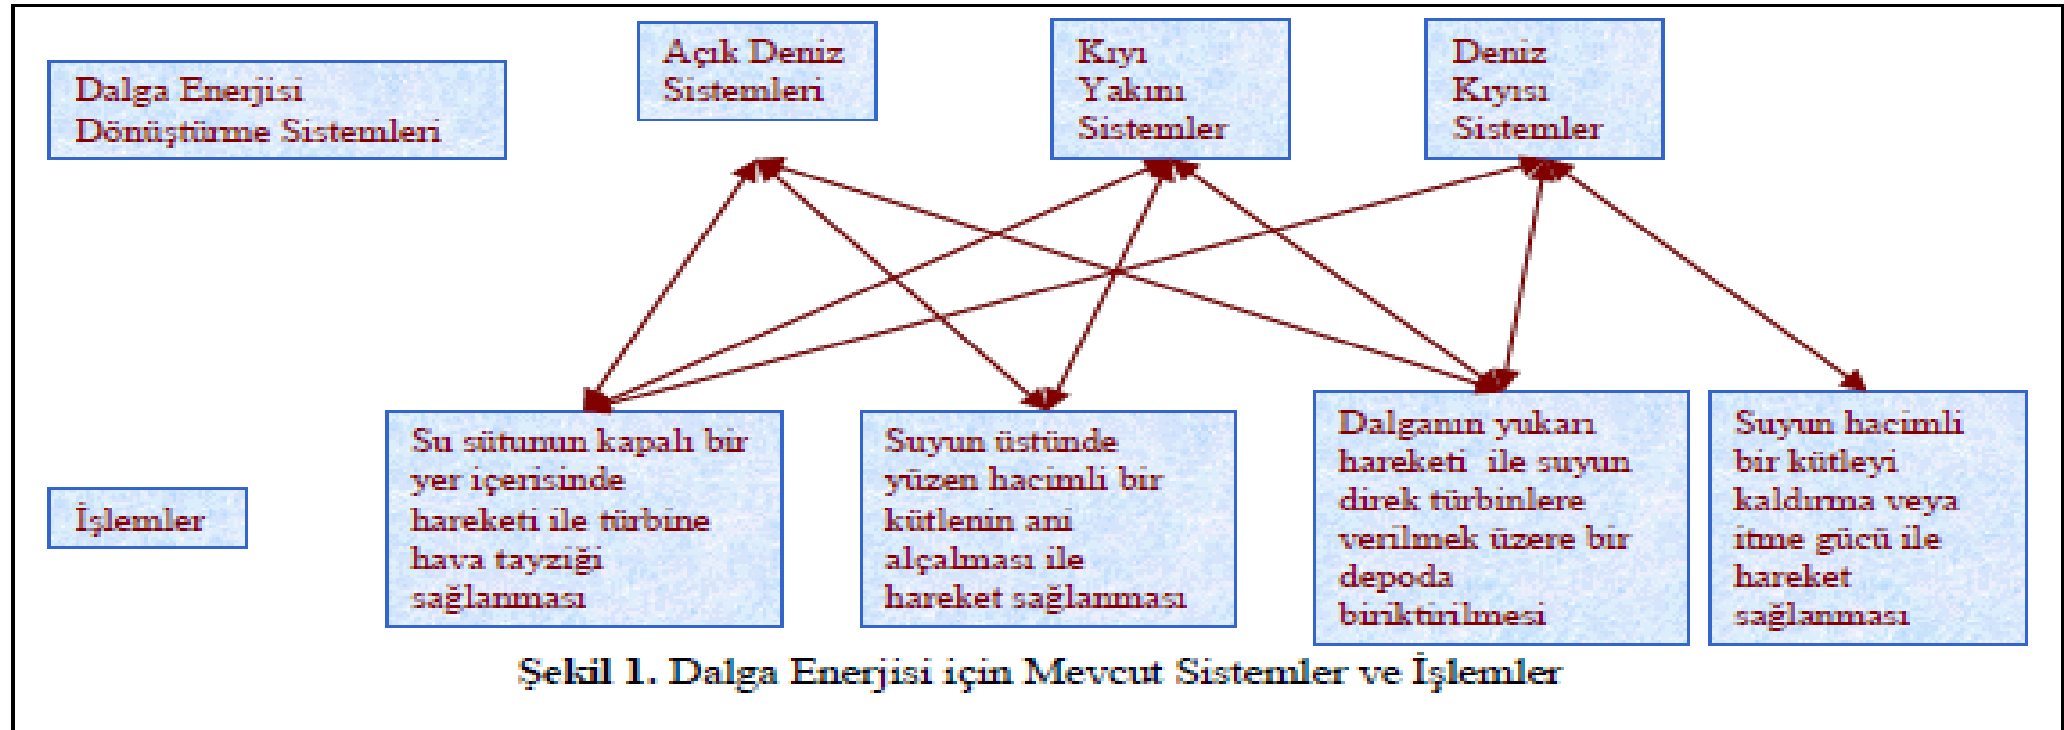 Dalga Enerjisi
Dönüştürme Sistemleri
Açık Deniz
Sistemleri
Kıyı
Yakını
Sistemler
Deniz
Kıyısı
Sistemler
İşlemler
Su sütunun kapalı bir
yer içerisinde
hareketi ile türbine
hava tayziği
sağlanması
Suyun üstünde
yüzen hacimli bir
kütlenin ani
alçalması ile
hareket sağlanması
Dalganın yukarı
hareketi ile suyun
direk türbinlere
verilmek üzere bir
depoda
biriktirilmesi
Suyun hacimli
bir kütleyi
kaldırma veya
itme gücü ile
hareket
sağlanması
Şekil 1. Dalga Enerjisi için Mevcut Sistemler ve İşlemler